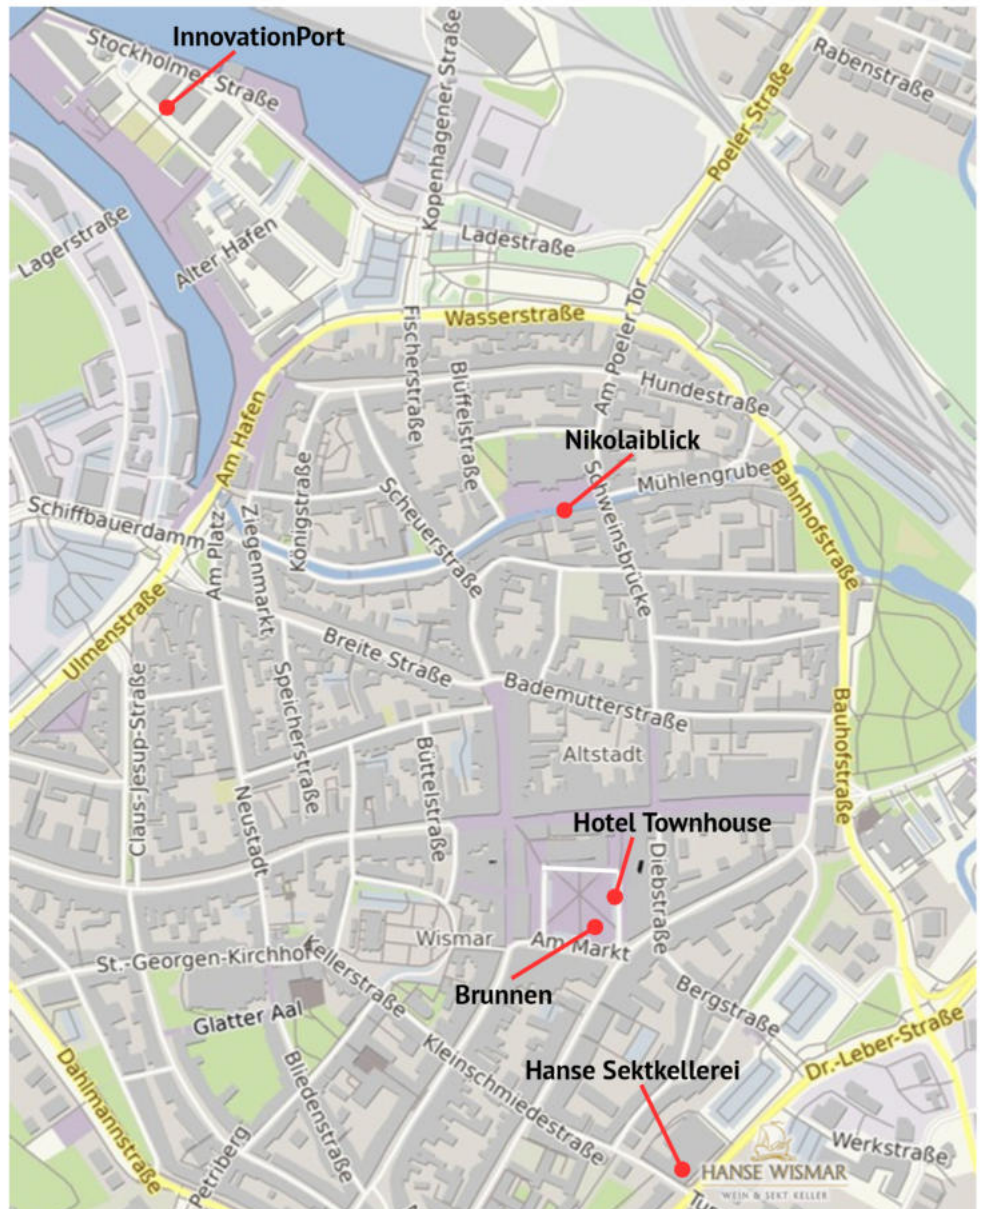 InnovationPort
Stockholmer Straße
Kopenhagener Straße
Rabenstraße
Poeler Straße
Lagerstraße
Alter Hafen
Ladestraße
Wasserstraße
Am Poeler Tor
Fischerstraße
Blüffelstraße
Hundestraße
Am Hafen
Nikolaiblick
Mühlengrube
Schweinsbrücke
Bahnhofstraße
Königstraße
Scheuerstraße
Schiffbauerdamm
Am Platz
Ziegenmarkt
Ulmenstraße
Breite Straße
Bademutterstraße
Claus-Jesup-Straße
Speicherstraße
Bauhofstraße
Büttelstraße
Altstadt
Neustadt
Hotel Townhouse
Diebstraße
Wismar
Am Markt
St.-Georgen-Kirchhof
Kellerstraße
Brunnen
Glatter Aal
Bergstraße
Dr.-Leber-Straße
Kleinschmiedestraße
Hanse Sektkellerei
Dahlmannstraße
Bliedenstraße
Petriberg
Werkstraße
HANSE WISMAR
WEIN & SEKT KELLER